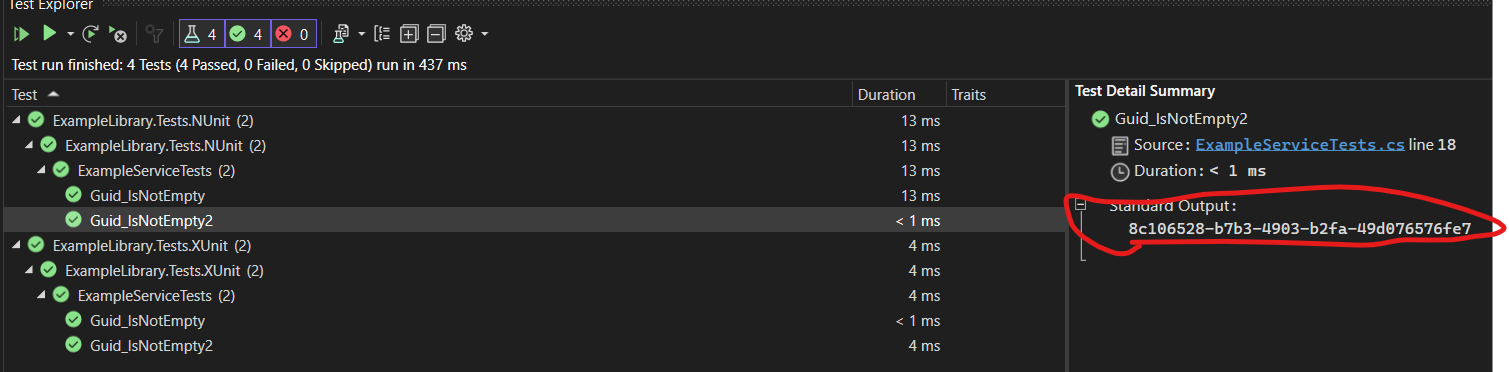 Test Explorer
4 4 0
Test run finished: 4 Tests (4 Passed, 0 Failed, 0 Skipped) run in 437 ms
Test Duration Traits
ExampleLibrary.Tests.NUnit (2) 13 ms
ExampleLibrary.Tests.NUnit (2) 13 ms
ExampleServiceTests (2) 13 ms
Guid_IsNotEmpty 13 ms
Guid_IsNotEmpty2 < 1 ms
ExampleLibrary.Tests.XUnit (2) 4 ms
ExampleLibrary.Tests.XUnit (2) 4 ms
ExampleServiceTests (2) 4 ms
Guid_IsNotEmpty < 1 ms
Guid_IsNotEmpty2 4 ms
Test Detail Summary
Guid_IsNotEmpty2
Source: ExampleServiceTests.cs line 18
Duration: < 1 ms
Standard Output:
8c106528-b7b3-4903-b2fa-49d076576fe7